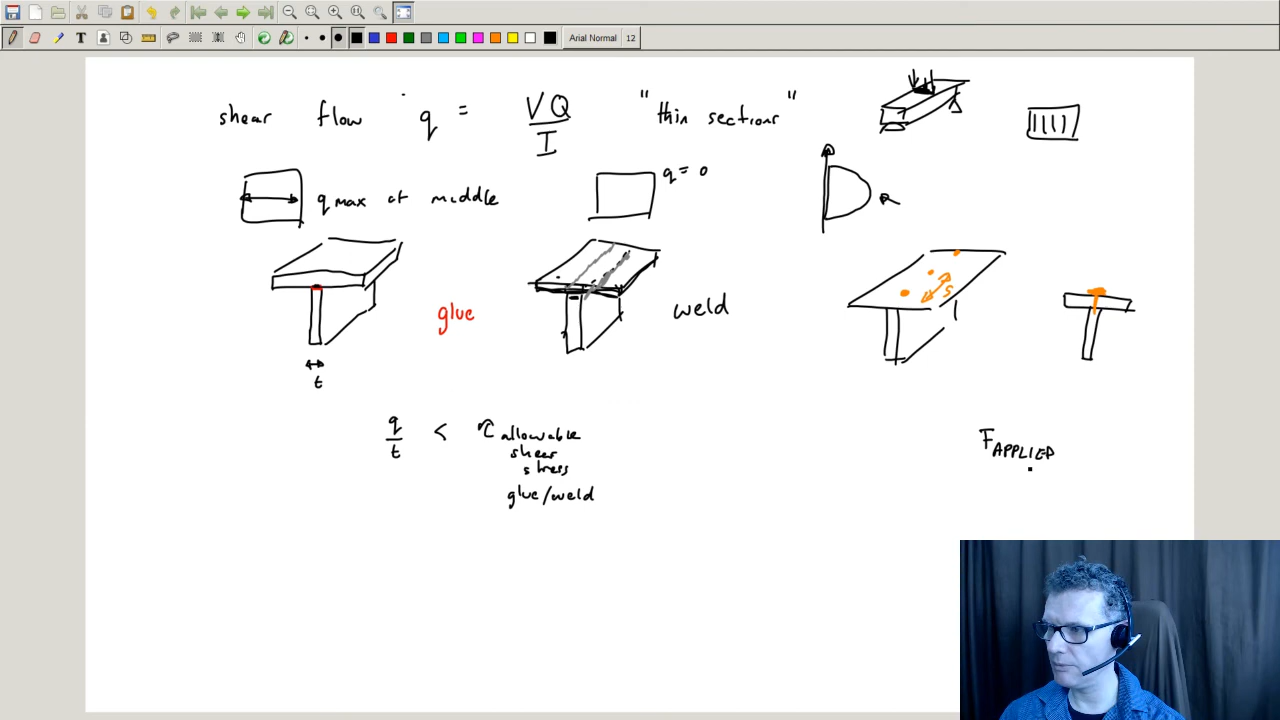 Arial Normal 12
shear flow q = VQ / I "thin sections"
q max at middle
q = 0
glue
weld
s
t
q / t < τ allowable
shear
stress
glue/weld
F APPLIED